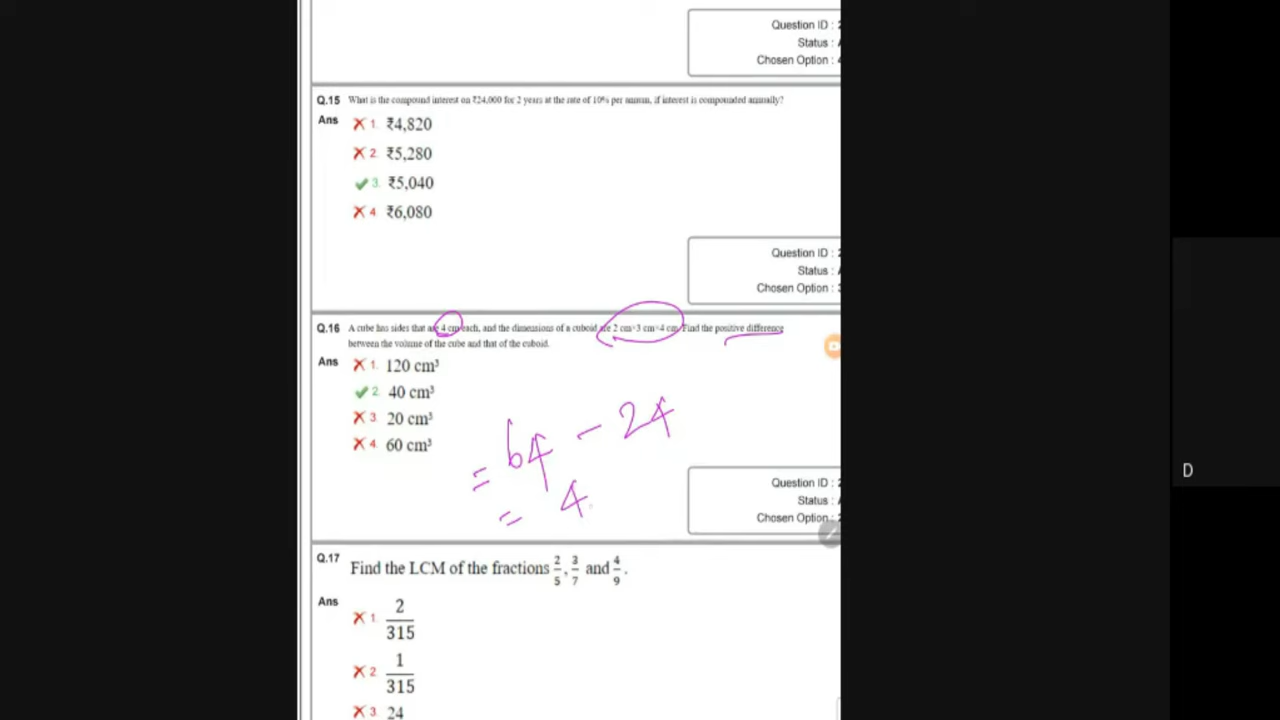 Question ID : 2
Status : A
Chosen Option : 4
Q.15 What is the compound interest on ₹24,000 for 2 years at the rate of 10% per annum, if interest is compounded annually?
Ans 1. ₹4,820
2. ₹5,280
3. ₹5,040
4. ₹6,080
Question ID : 2
Status : A
Chosen Option : 3
Q.16 A cube has sides that are 4 cm each, and the dimensions of a cuboid are 2 cm×3 cm×4 cm. Find the positive difference
between the volume of the cube and that of the cuboid.
Ans 1. 120 cm³
2. 40 cm³
3. 20 cm³
4. 60 cm³
= 64 - 24
= 4
Question ID : 2
Status : A
Chosen Option : 2
Q.17 Find the LCM of the fractions 2/5, 3/7 and 4/9.
Ans 1. 2/315
2. 1/315
3. 24
D